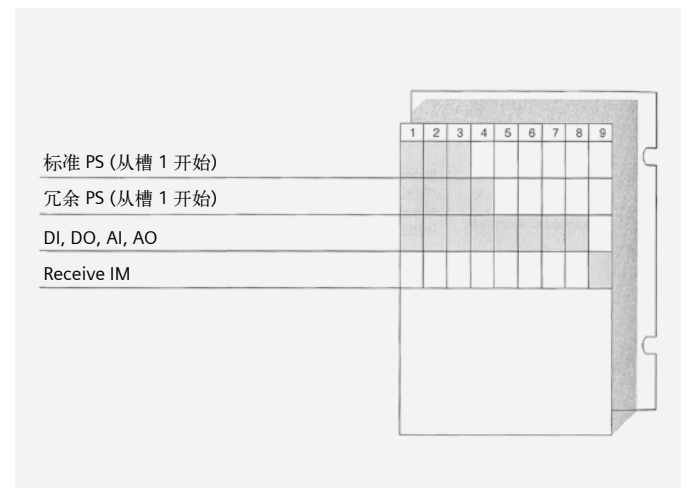 1 2 3 4 5 6 7 8 9
标准 PS (从槽 1 开始)
冗余 PS (从槽 1 开始)
DI, DO, AI, AO
Receive IM